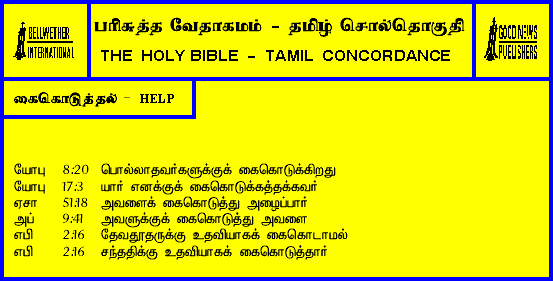 BELLWETHER
INTERNATIONAL
பரிசுத்த வேதாகமம் - தமிழ் சொல்தொகுதி
THE HOLY BIBLE - TAMIL CONCORDANCE
GOOD NEWS
PUBLISHERS
கைகொடுத்தல் - HELP
யோபு 8:20 பொல்லாதவர்களுக்குக் கைகொடுக்கிறது
யோபு 17:3 யார் எனக்குக் கைகொடுக்கத்தக்கவர்
ஏசா 51:18 அவளைக் கைகொடுத்து அழைப்பார்
அப் 9:41 அவளுக்குக் கைகொடுத்து அவளை
எபி 2:16 தேவதூதருக்கு உதவியாகக் கைகொடாமல்
எபி 2:16 சந்ததிக்கு உதவியாகக் கைகொடுத்தார்